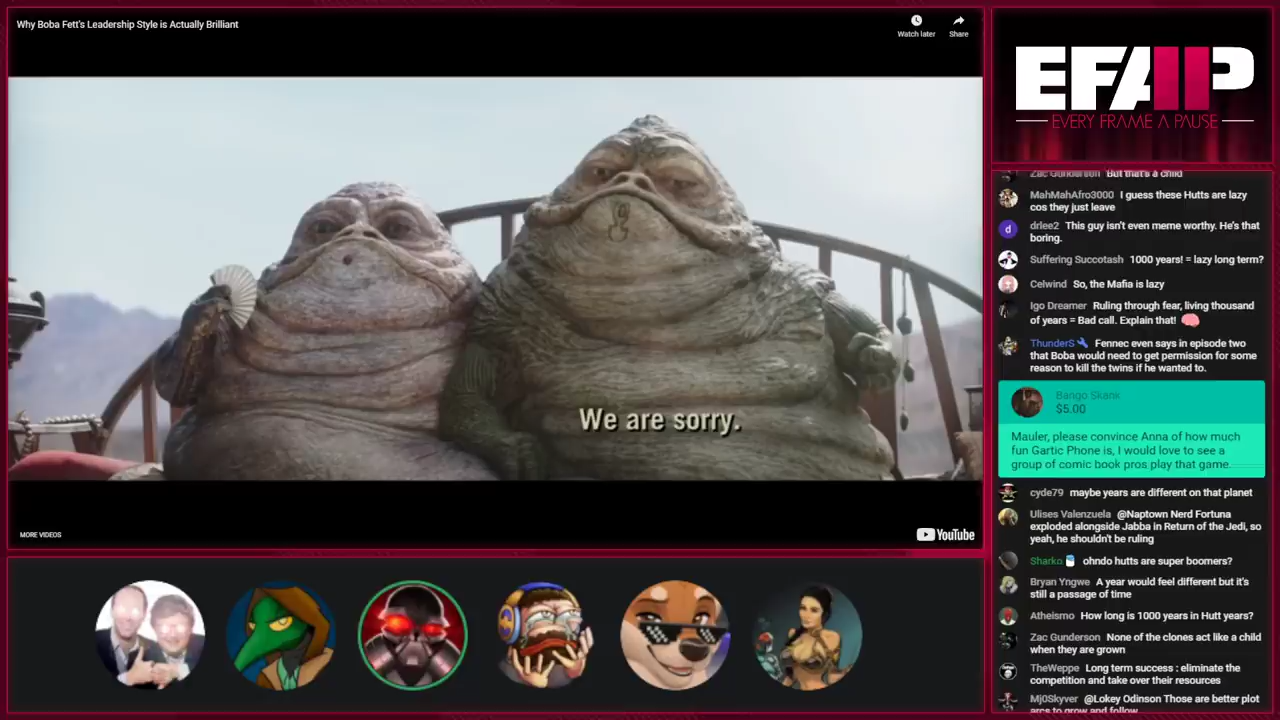 Why Boba Fett's Leadership Style is Actually Brilliant
Watch later
Share
We are sorry.
MORE VIDEOS
YouTube
EFAP
EVERY FRAME A PAUSE
Zac Gunderson But that's a child
MahMahAfro3000 I guess these Hutts are lazy
cos they just leave
d
drlee2 This guy isn't even meme worthy. He's that
boring.
Suffering Succotash 1000 years! = lazy long term?
Celwind So, the Mafia is lazy
Igo Dreamer Ruling through fear, living thousand
of years = Bad call. Explain that!
ThunderS Fennec even says in episode two
that Boba would need to get permission for some
reason to kill the twins if he wanted to.
Bango Skank
$5.00
Mauler, please convince Anna of how much
fun Gartic Phone is, I would love to see a
group of comic book pros play that game.
cyde79 maybe years are different on that planet
Ulises Valenzuela @Naptown Nerd Fortuna
exploded alongside Jabba in Return of the Jedi, so
yeah, he shouldn't be ruling
Sharko ohndo hutts are super boomers?
Bryan Yngwe A year would feel different but it's
still a passage of time
Atheismo How long is 1000 years in Hutt years?
Zac Gunderson None of the clones act like a child
when they are grown
TheWeppe Long term success : eliminate the
competition and take over their resources
Mj0Skyver @Lokey Odinson Those are better plot
arcs to grow and follow